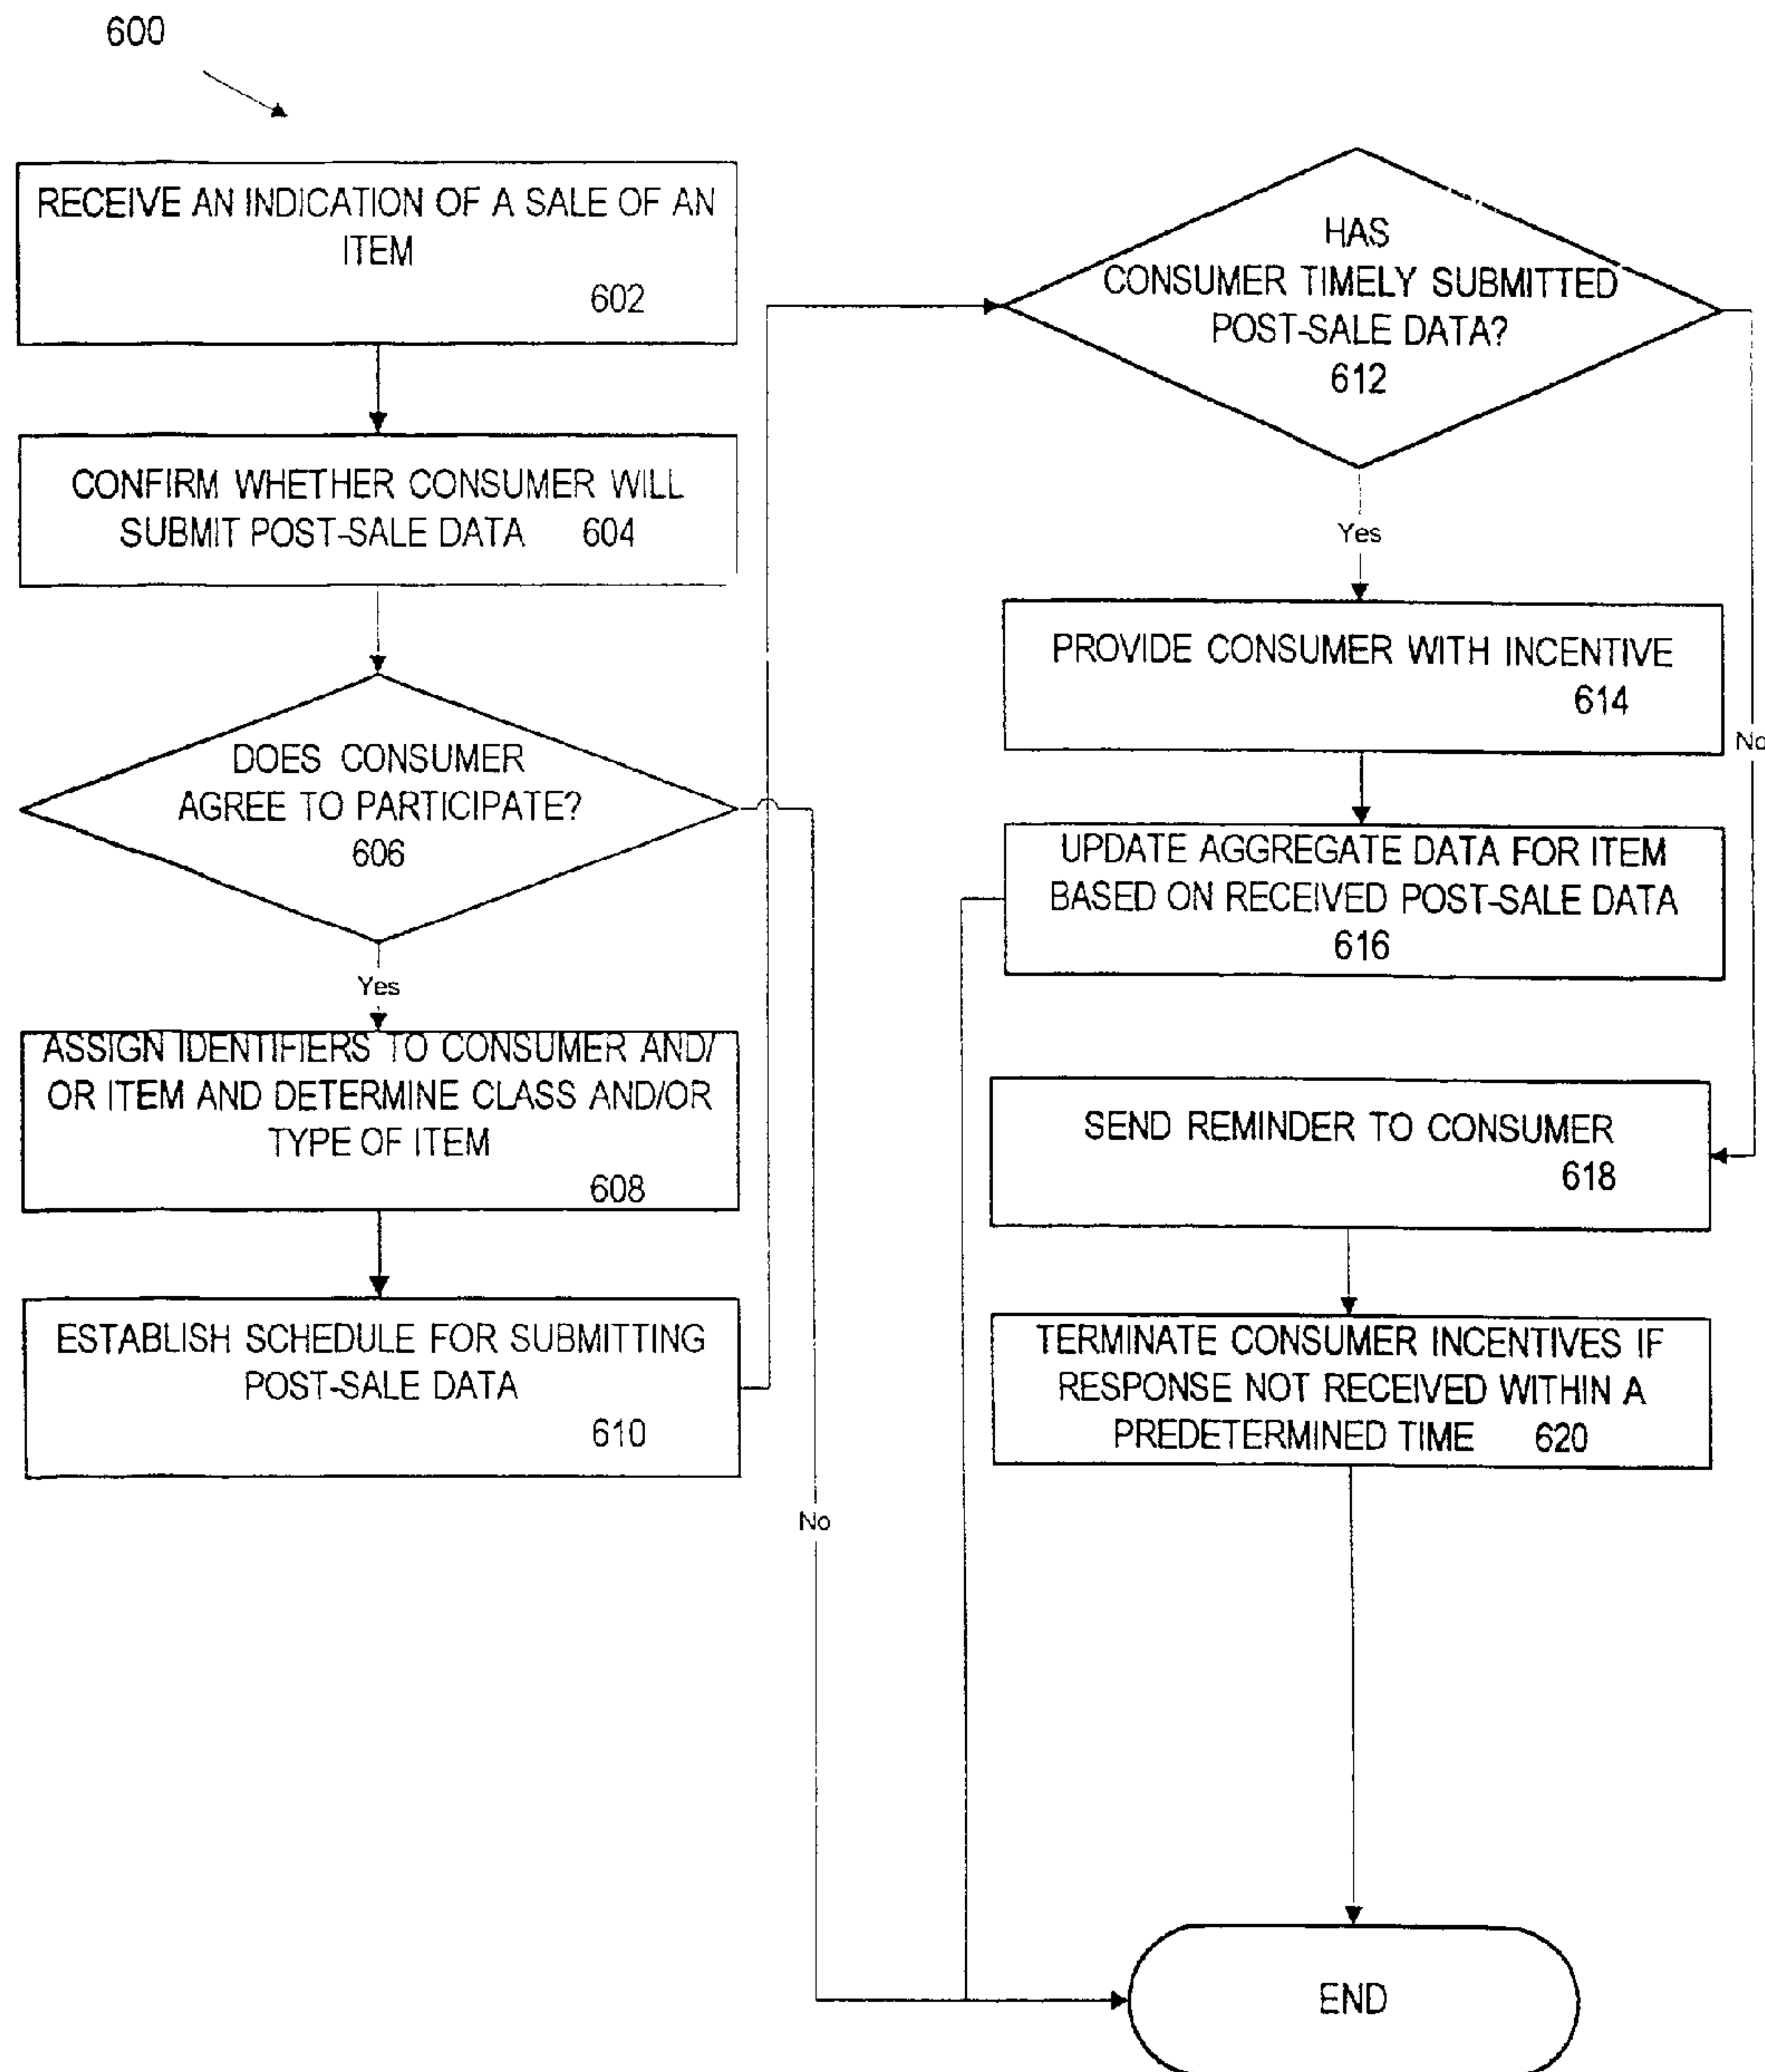 600
RECEIVE AN INDICATION OF A SALE OF AN
ITEM
602
CONFIRM WHETHER CONSUMER WILL
SUBMIT POST-SALE DATA 604
DOES CONSUMER
AGREE TO PARTICIPATE?
606
Yes
No
ASSIGN IDENTIFIERS TO CONSUMER AND/
OR ITEM AND DETERMINE CLASS AND/OR
TYPE OF ITEM
608
ESTABLISH SCHEDULE FOR SUBMITTING
POST-SALE DATA
610
HAS
CONSUMER TIMELY SUBMITTED
POST-SALE DATA?
612
Yes
No
PROVIDE CONSUMER WITH INCENTIVE
614
UPDATE AGGREGATE DATA FOR ITEM
BASED ON RECEIVED POST-SALE DATA
616
SEND REMINDER TO CONSUMER
618
TERMINATE CONSUMER INCENTIVES IF
RESPONSE NOT RECEIVED WITHIN A
PREDETERMINED TIME 620
END